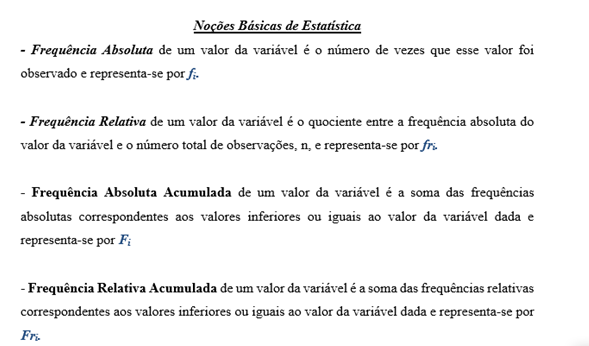 Noções Básicas de Estatística
- Frequência Absoluta de um valor da variável é o número de vezes que esse valor foi
observado e representa-se por fi.
- Frequência Relativa de um valor da variável é o quociente entre a frequência absoluta do
valor da variável e o número total de observações, n, e representa-se por fri.
- Frequência Absoluta Acumulada de um valor da variável é a soma das frequências
absolutas correspondentes aos valores inferiores ou iguais ao valor da variável dada e
representa-se por Fi
- Frequência Relativa Acumulada de um valor da variável é a soma das frequências relativas
correspondentes aos valores inferiores ou iguais ao valor da variável dada e representa-se por
Fri.